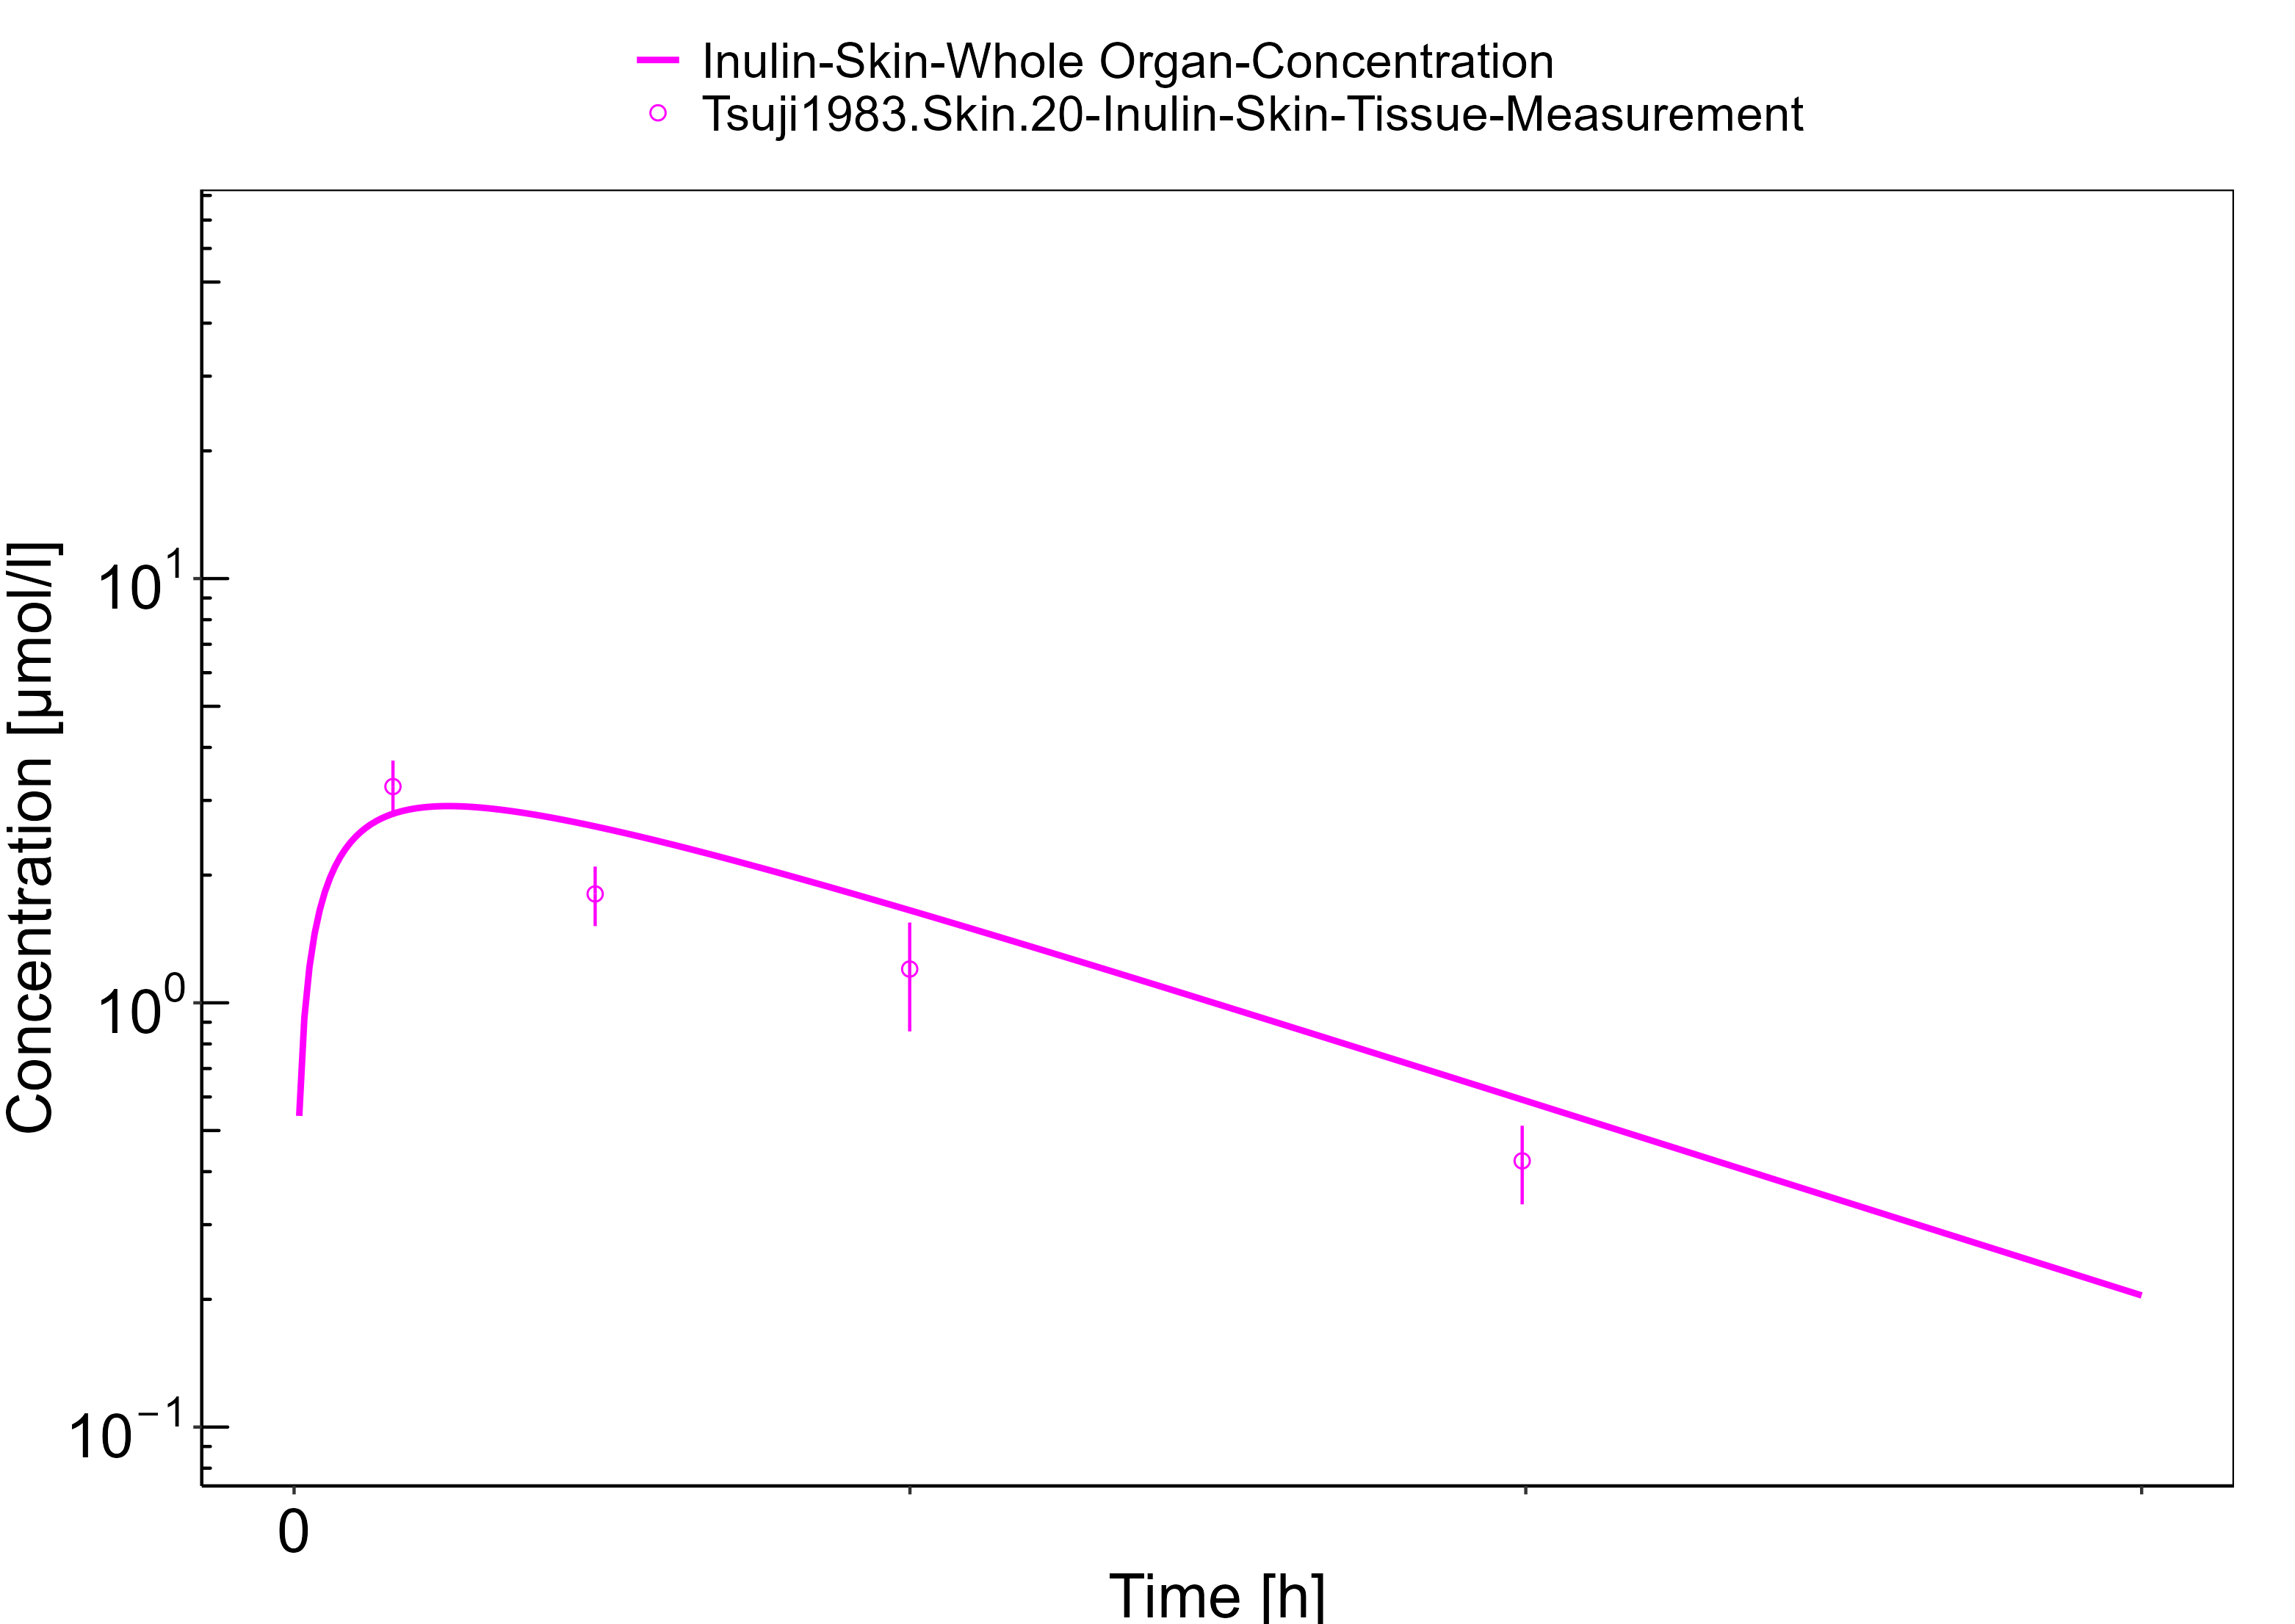 Inulin-Skin-Whole Organ-Concentration
Tsuji1983.Skin.20-Inulin-Skin-Tissue-Measurement
Concentration [µmol/l]
10¹
10⁰
10⁻¹
0
Time [h]